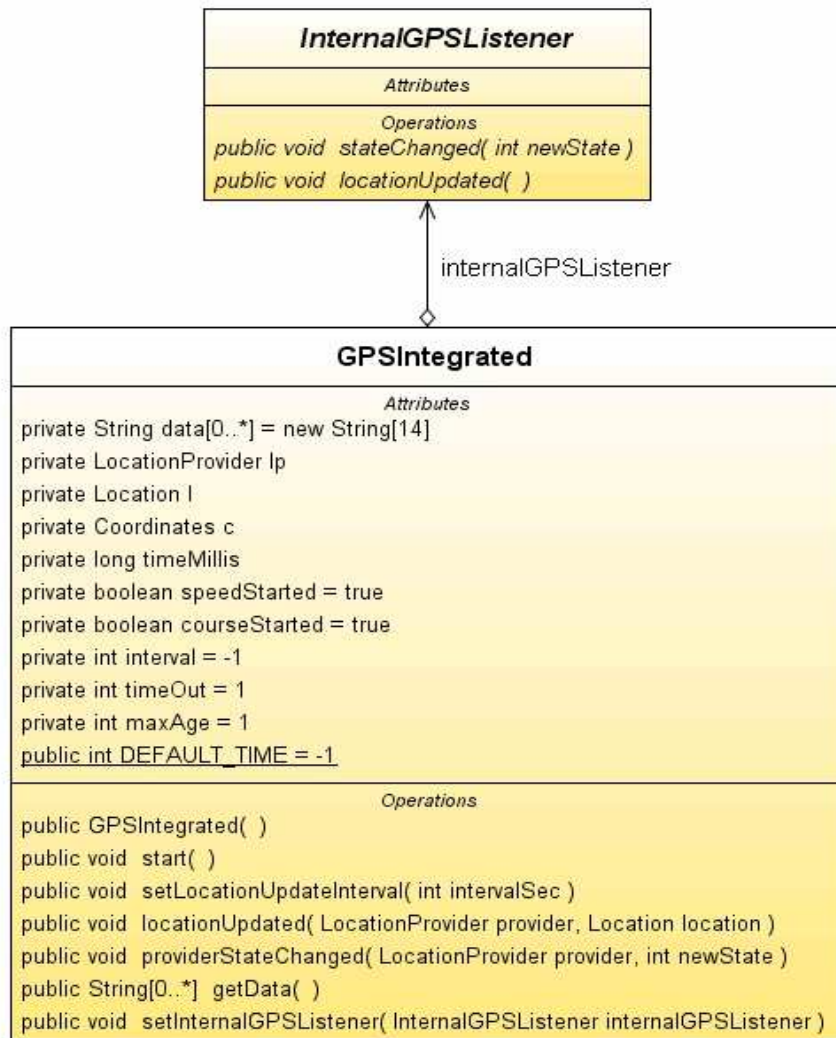 InternalGPSListener
Attributes
Operations
public void stateChanged( int newState )
public void locationUpdated( )
internalGPSListener
GPSIntegrated
Attributes
private String data[0..*] = new String[14]
private LocationProvider lp
private Location l
private Coordinates c
private long timeMillis
private boolean speedStarted = true
private boolean courseStarted = true
private int interval = -1
private int timeOut = 1
private int maxAge = 1
public int DEFAULT_TIME = -1
Operations
public GPSIntegrated( )
public void start( )
public void setLocationUpdateInterval( int intervalSec )
public void locationUpdated( LocationProvider provider, Location location )
public void providerStateChanged( LocationProvider provider, int newState )
public String[0..*] getData( )
public void setInternalGPSListener( InternalGPSListener internalGPSListener )